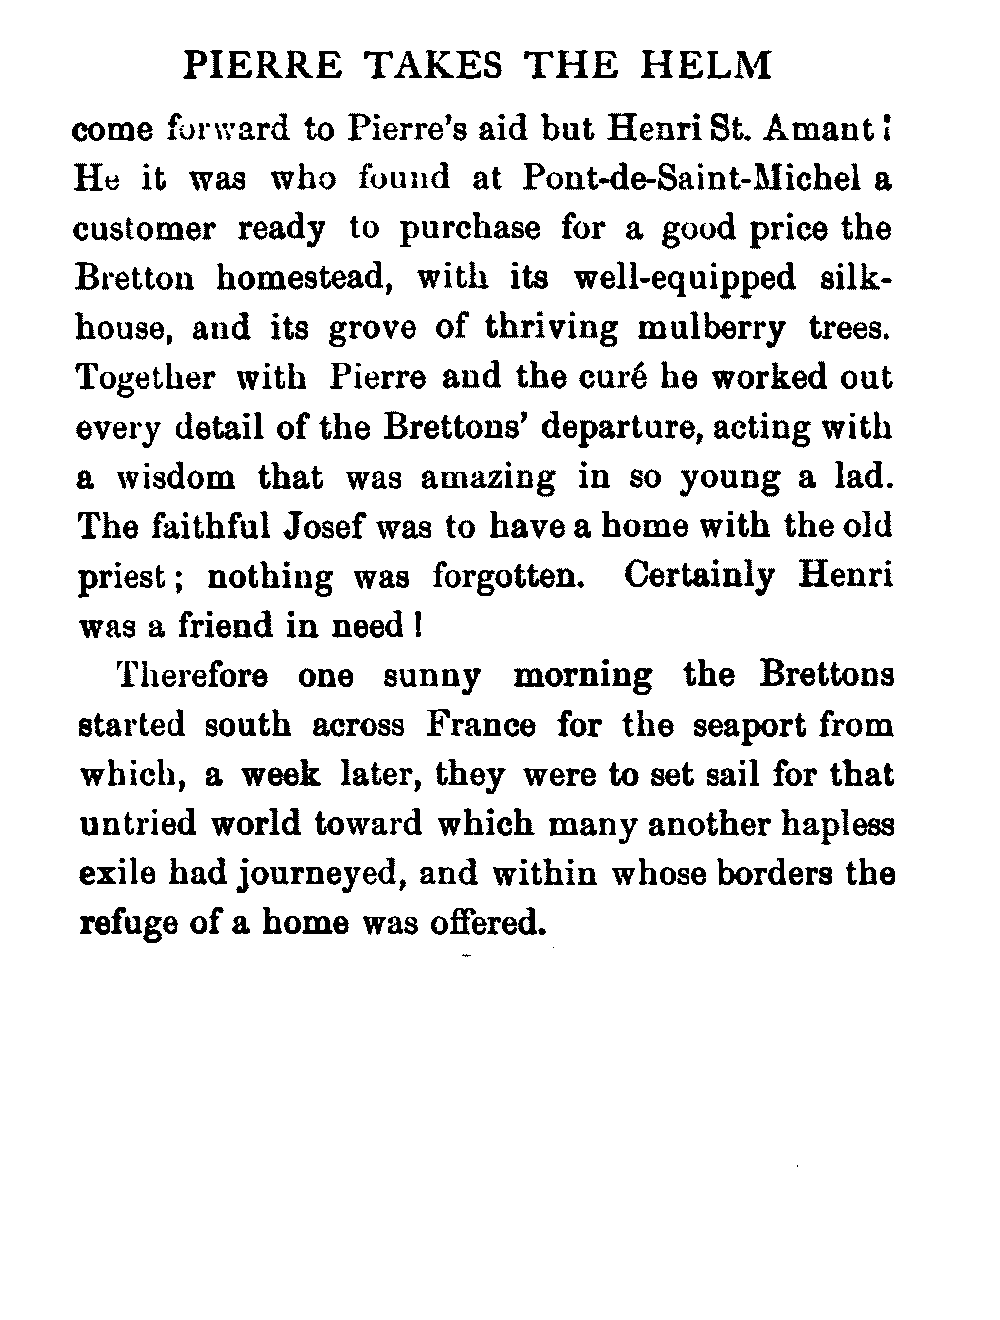 PIERRE TAKES THE HELM
come forward to Pierre's aid but Henri St. Amant!
He it was who found at Pont-de-Saint-Michel a
customer ready to purchase for a good price the
Bretton homestead, with its well-equipped silk-
house, and its grove of thriving mulberry trees.
Together with Pierre and the curé he worked out
every detail of the Brettons' departure, acting with
a wisdom that was amazing in so young a lad.
The faithful Josef was to have a home with the old
priest; nothing was forgotten. Certainly Henri
was a friend in need!
Therefore one sunny morning the Brettons
started south across France for the seaport from
which, a week later, they were to set sail for that
untried world toward which many another hapless
exile had journeyed, and within whose borders the
refuge of a home was offered.